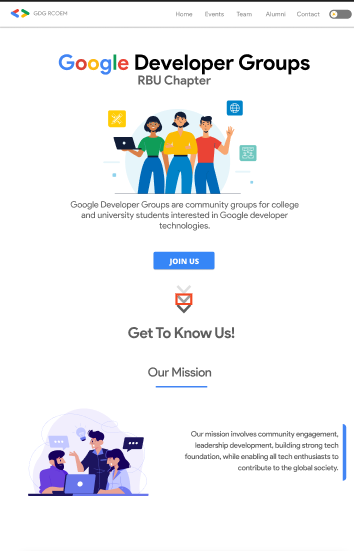 GDG RCOEM
Home Events Team Alumni Contact
Google Developer Groups
RBU Chapter
Google Developer Groups are community groups for college
and university students interested in Google developer
technologies.
JOIN US
Get To Know Us!
Our Mission
Our mission involves community engagement,
leadership development, building strong tech
foundation, while enabling all tech enthusiasts to
contribute to the global society.